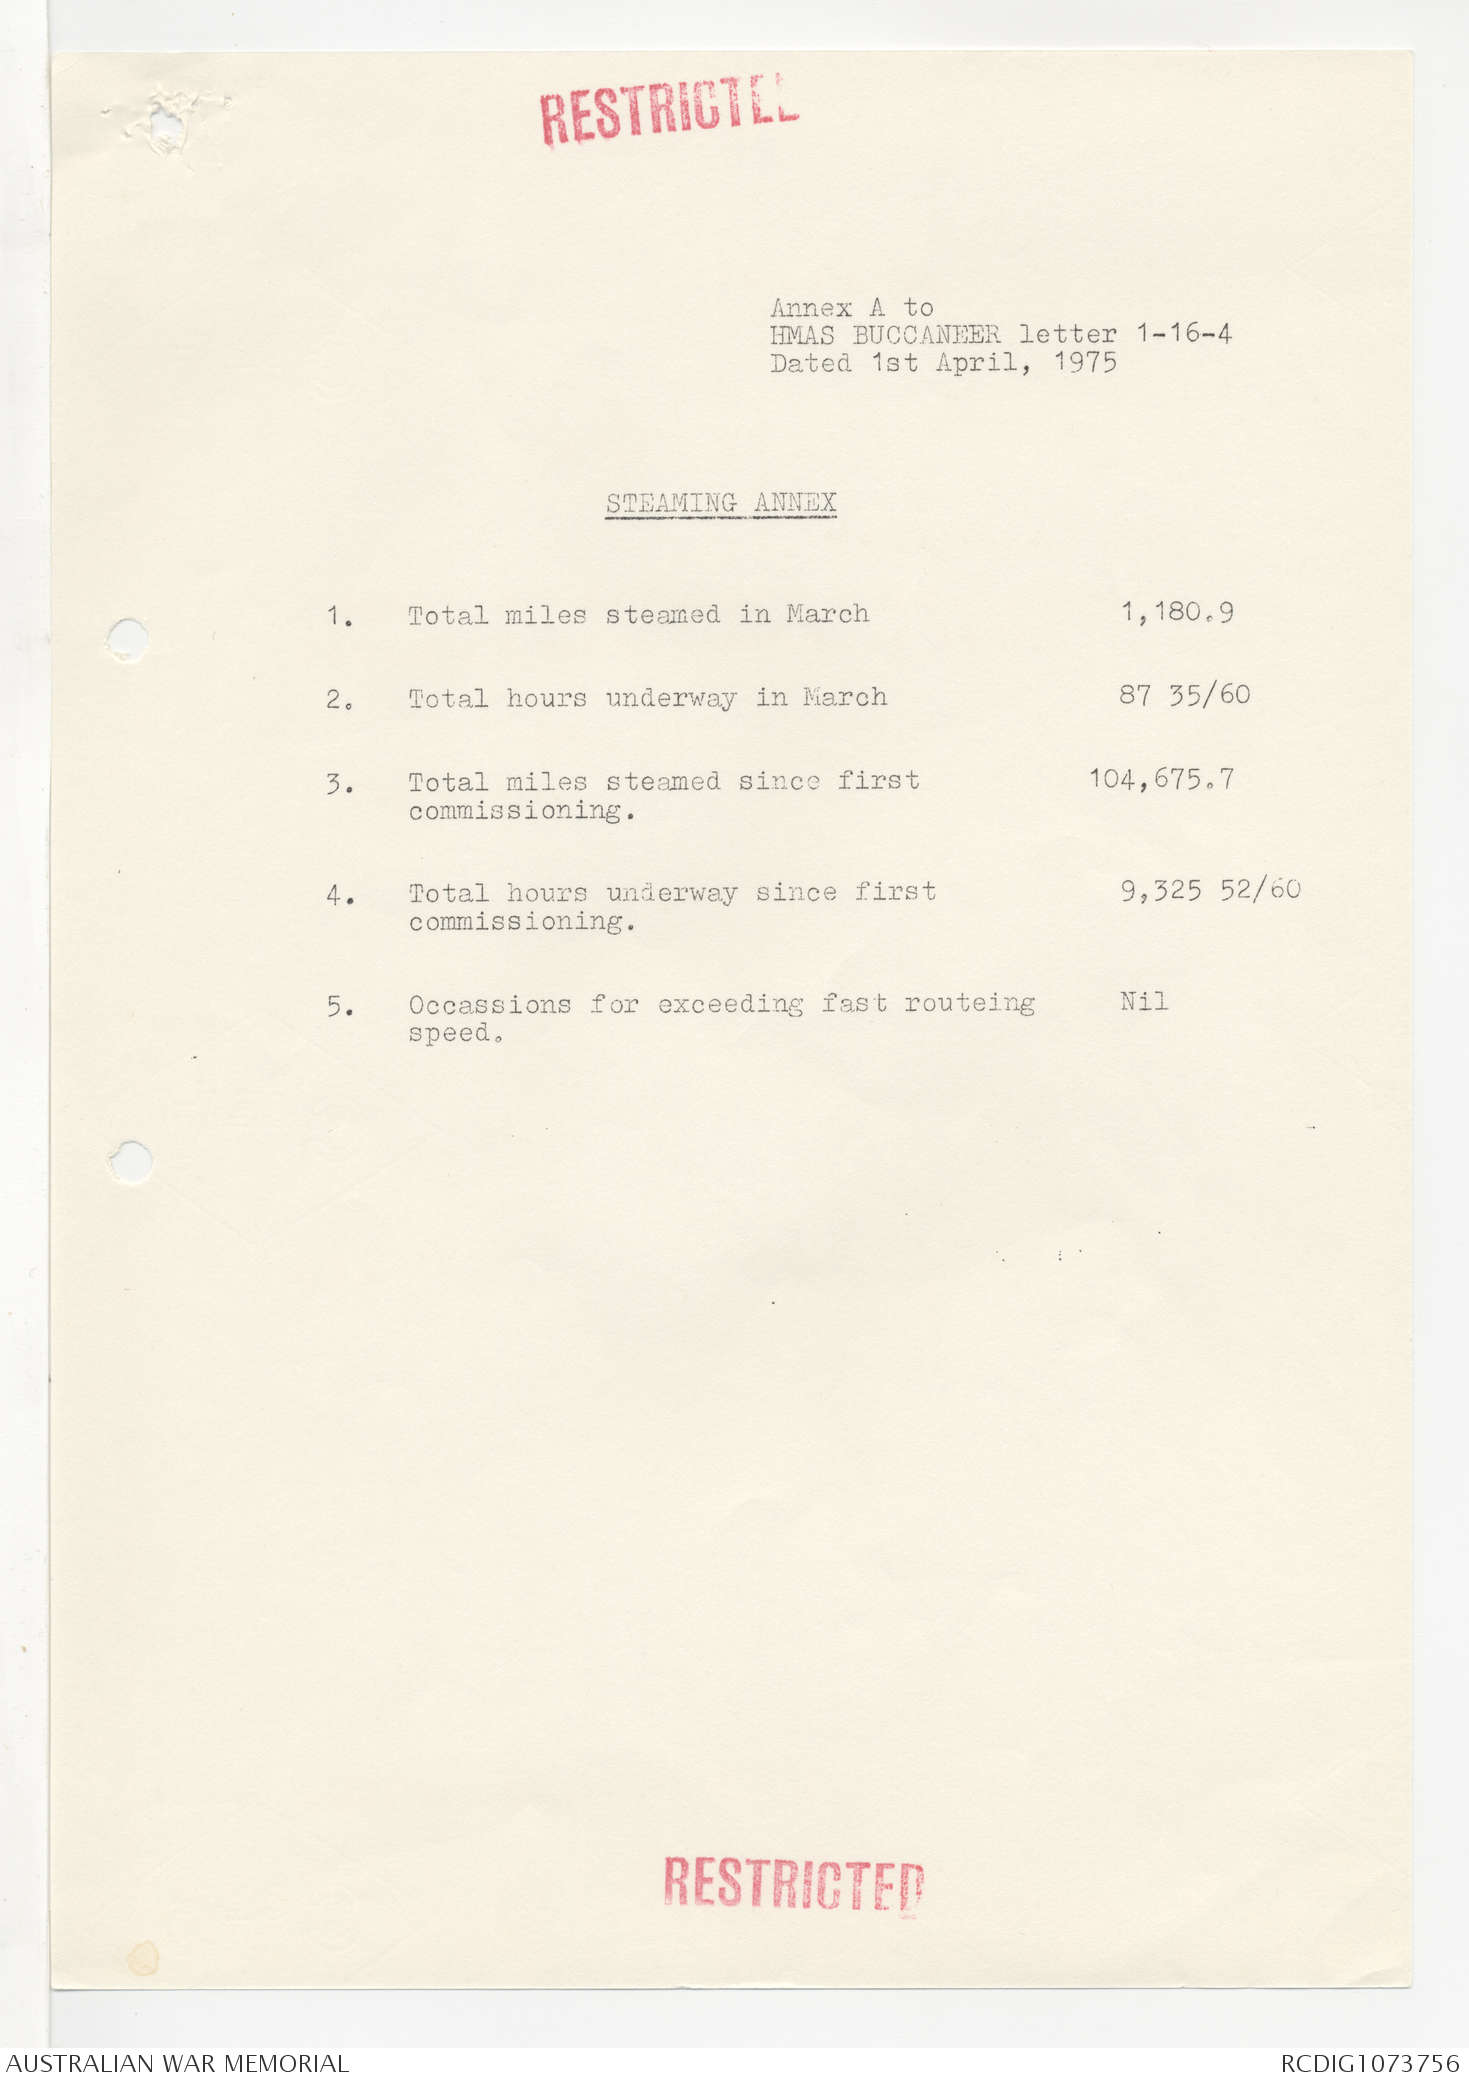 RESTRICTED
Annex A to
HMAS BUCCANEER letter 1-16-4
Dated 1st April, 1975
STEAMING ANNEX
1. Total miles steamed in March 1,180.9
2. Total hours underway in March 87 35/60
3. Total miles steamed since first 104,675.7
commissioning.
4. Total hours underway since first 9,325 52/60
commissioning.
5. Occassions for exceeding fast routeing Nil
speed.
RESTRICTED
AUSTRALIAN WAR MEMORIAL RCDIG1073756